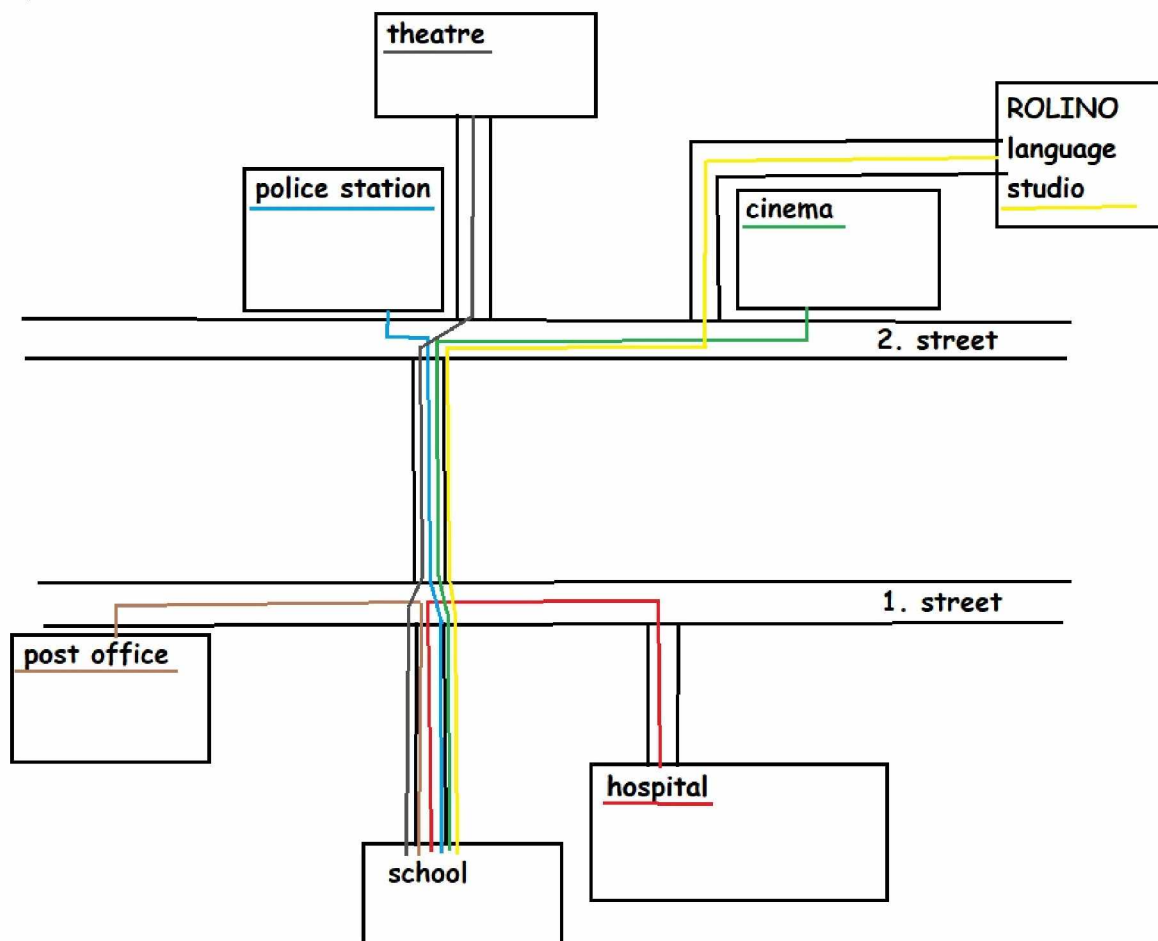 theatre
ROLINO
language
studio
police station
cinema
2. street
1. street
post office
hospital
school